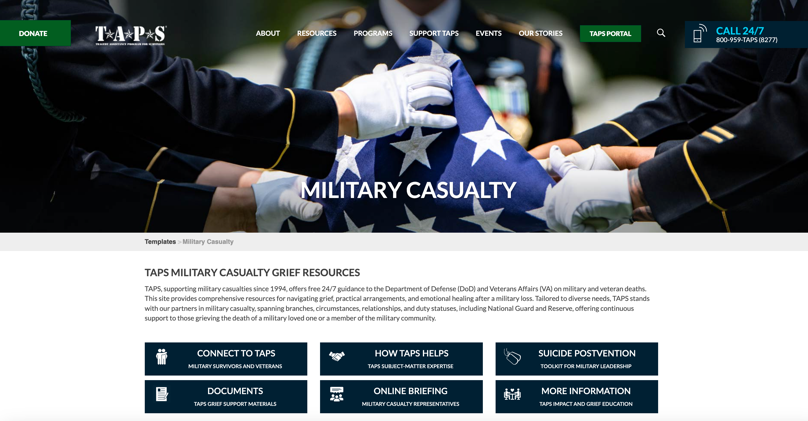 DONATE
T★A★P★S
TRAGEDY ASSISTANCE PROGRAM FOR SURVIVORS
ABOUT
RESOURCES
PROGRAMS
SUPPORT TAPS
EVENTS
OUR STORIES
TAPS PORTAL
CALL 24/7
800-959-TAPS (8277)
MILITARY CASUALTY
Templates > Military Casualty
TAPS MILITARY CASUALTY GRIEF RESOURCES
TAPS, supporting military casualties since 1994, offers free 24/7 guidance to the Department of Defense (DoD) and Veterans Affairs (VA) on military and veteran deaths.
This site provides comprehensive resources for navigating grief, practical arrangements, and emotional healing after a military loss. Tailored to diverse needs, TAPS stands
with our partners in military casualty, spanning branches, circumstances, relationships, and duty statuses, including National Guard and Reserve, offering continuous
support to those grieving the death of a military loved one or a member of the military community.
CONNECT TO TAPS
MILITARY SURVIVORS AND VETERANS
HOW TAPS HELPS
TAPS SUBJECT-MATTER EXPERTISE
SUICIDE POSTVENTION
TOOLKIT FOR MILITARY LEADERSHIP
DOCUMENTS
TAPS GRIEF SUPPORT MATERIALS
ONLINE BRIEFING
MILITARY CASUALTY REPRESENTATIVES
MORE INFORMATION
TAPS IMPACT AND GRIEF EDUCATION